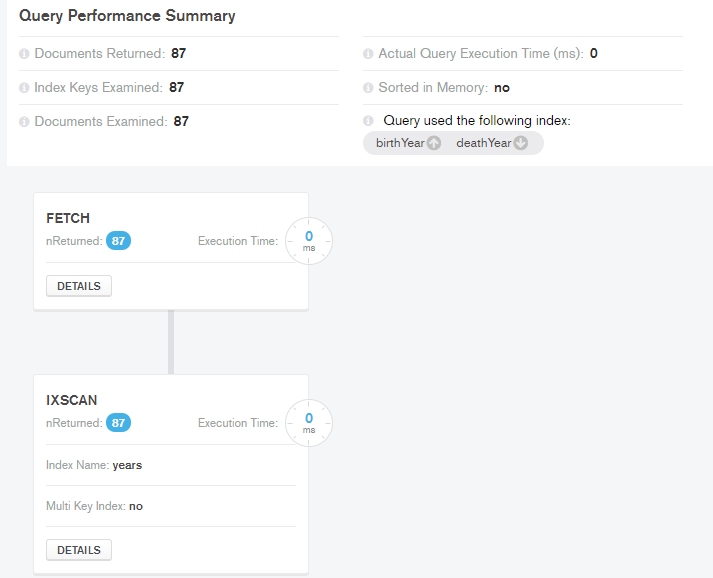 Query Performance Summary
Documents Returned: 87
Index Keys Examined: 87
Documents Examined: 87
Actual Query Execution Time (ms): 0
Sorted in Memory: no
Query used the following index:
birthYear deathYear
FETCH
nReturned: 87 Execution Time: 0 ms
DETAILS
IXSCAN
nReturned: 87 Execution Time: 0 ms
Index Name: years
Multi Key Index: no
DETAILS